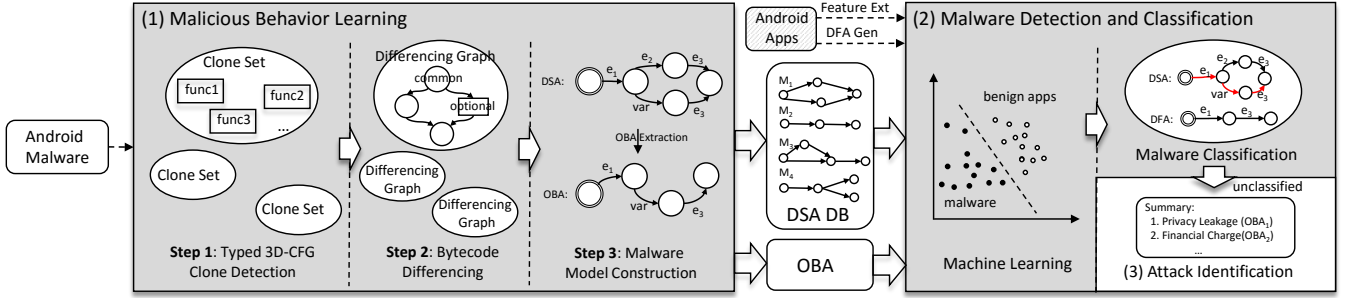 Android
Malware
(1) Malicious Behavior Learning
Clone Set
func1
func2
func3
...
Clone Set
Clone Set
Step 1: Typed 3D-CFG
Clone Detection
Differencing Graph
common
optional
Differencing
Graph
Differencing
Graph
Step 2: Bytecode
Differencing
DSA:
e1
e2
e3
var
e3
OBA Extraction
OBA:
e1
var
e3
Step 3: Malware
Model Construction
Android
Apps
Feature Ext
DFA Gen
M1
M2
M3
M4
DSA DB
OBA
(2) Malware Detection and Classification
benign apps
malware
Machine Learning
DSA:
e1
e2
e3
var
e3
DFA:
e1
e3
Malware Classification
unclassified
Summary:
1. Privacy Leakage (OBA1)
2. Financial Charge(OBA2)
...
(3) Attack Identification